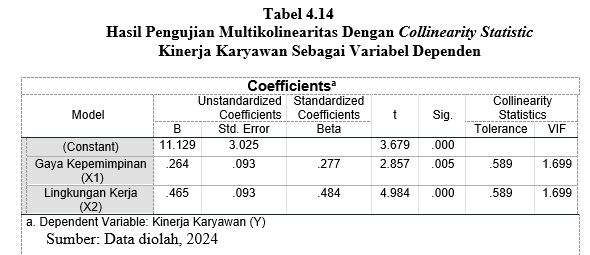 Tabel 4.14
Hasil Pengujian Multikolinearitas Dengan Collinearity Statistic
Kinerja Karyawan Sebagai Variabel Dependen
Coefficientsᵃ
Model Unstandardized Coefficients Standardized Coefficients t Sig. Collinearity Statistics
B Std. Error Beta Tolerance VIF
(Constant) 11.129 3.025 3.679 .000
Gaya Kepemimpinan (X1) .264 .093 .277 2.857 .005 .589 1.699
Lingkungan Kerja (X2) .465 .093 .484 4.984 .000 .589 1.699
a. Dependent Variable: Kinerja Karyawan (Y)
Sumber: Data diolah, 2024